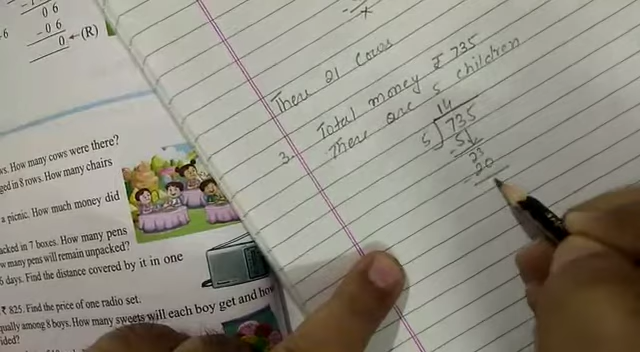 06
- 06
0 ← (R)
There 21 Cows
3. Total money ₹ 735
There are 5 children
14
5 735
5↓
23
20
ws. How many cows were there?
ged in 8 rows. How many chairs
a picnic. How much money did
acked in 7 boxes. How many pens
w many pens will remain unpacked?
6 days. Find the distance covered by it in one
₹ 825. Find the price of one radio set.
qually among 8 boys. How many sweets will each boy get and how